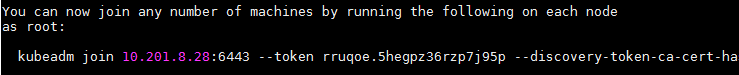 You can now join any number of machines by running the following on each node
as root:
kubeadm join 10.201.8.28:6443 --token rruqoe.5hegpz36rzp7j95p --discovery-token-ca-cert-ha